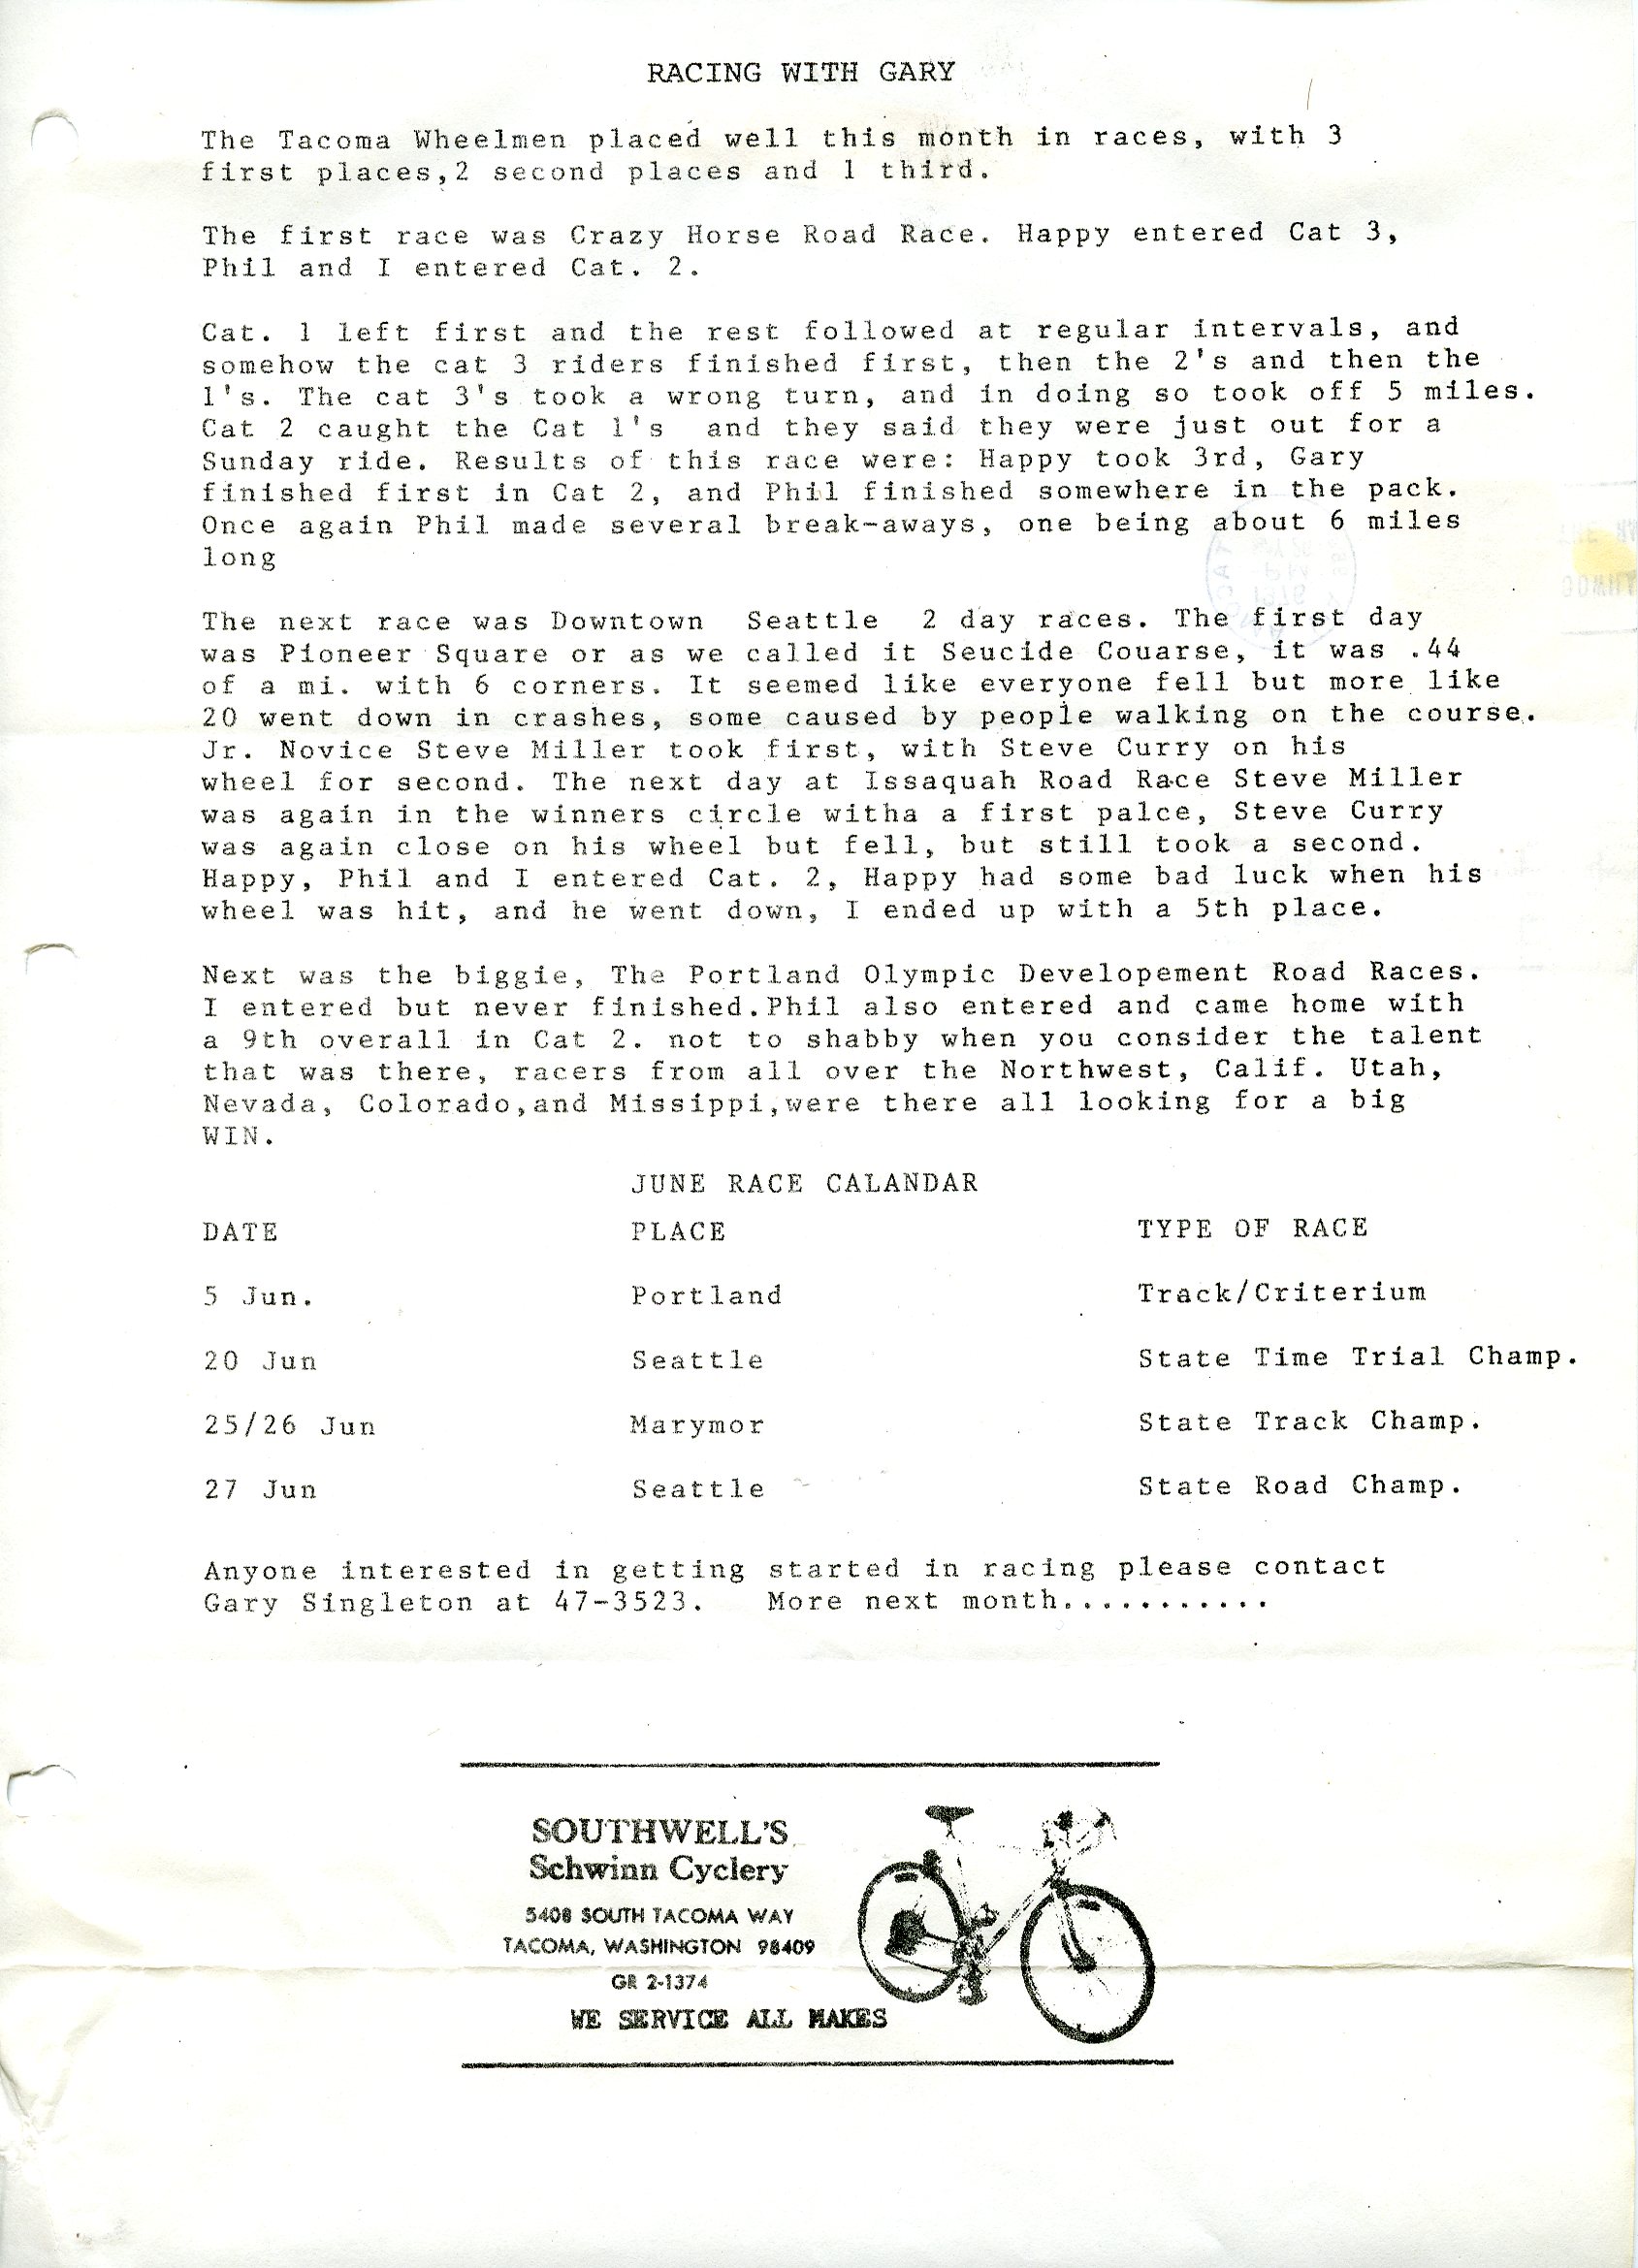 RACING WITH GARY
The Tacoma Wheelmen placed well this month in races, with 3
first places,2 second places and 1 third.
The first race was Crazy Horse Road Race. Happy entered Cat 3,
Phil and I entered Cat. 2.
Cat. 1 left first and the rest followed at regular intervals, and
somehow the cat 3 riders finished first, then the 2's and then the
1's. The cat 3's took a wrong turn, and in doing so took off 5 miles.
Cat 2 caught the Cat 1's and they said they were just out for a
Sunday ride. Results of this race were: Happy took 3rd, Gary
finished first in Cat 2, and Phil finished somewhere in the pack.
Once again Phil made several break-aways, one being about 6 miles
long
The next race was Downtown Seattle 2 day races. The first day
was Pioneer Square or as we called it Seucide Couarse, it was .44
of a mi. with 6 corners. It seemed like everyone fell but more like
20 went down in crashes, some caused by people walking on the course.
Jr. Novice Steve Miller took first, with Steve Curry on his
wheel for second. The next day at Issaquah Road Race Steve Miller
was again in the winners circle witha a first palce, Steve Curry
was again close on his wheel but fell, but still took a second.
Happy, Phil and I entered Cat. 2, Happy had some bad luck when his
wheel was hit, and he went down, I ended up with a 5th place.
Next was the biggie, The Portland Olympic Developement Road Races.
I entered but never finished.Phil also entered and came home with
a 9th overall in Cat 2. not to shabby when you consider the talent
that was there, racers from all over the Northwest, Calif. Utah,
Nevada, Colorado,and Missippi,were there all looking for a big
WIN.
JUNE RACE CALANDAR
DATE PLACE TYPE OF RACE
5 Jun. Portland Track/Criterium
20 Jun Seattle State Time Trial Champ.
25/26 Jun Marymor State Track Champ.
27 Jun Seattle State Road Champ.
Anyone interested in getting started in racing please contact
Gary Singleton at 47-3523. More next month...........
SOUTHWELL'S
Schwinn Cyclery
5408 SOUTH TACOMA WAY
TACOMA, WASHINGTON 98409
GR 2-1374
WE SERVICE ALL MAKES